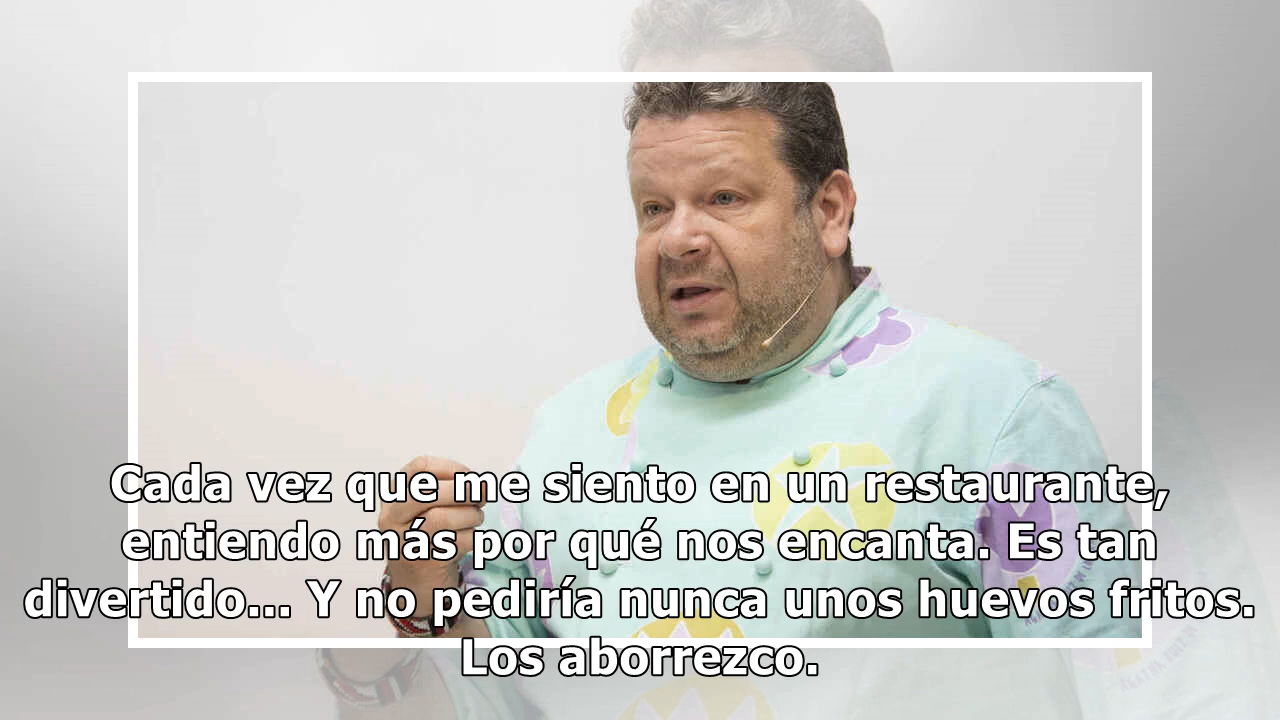 Cada vez que me siento en un restaurante,
entiendo más por qué nos encanta. Es tan
divertido... Y no pediría nunca unos huevos fritos.
Los aborrezco.